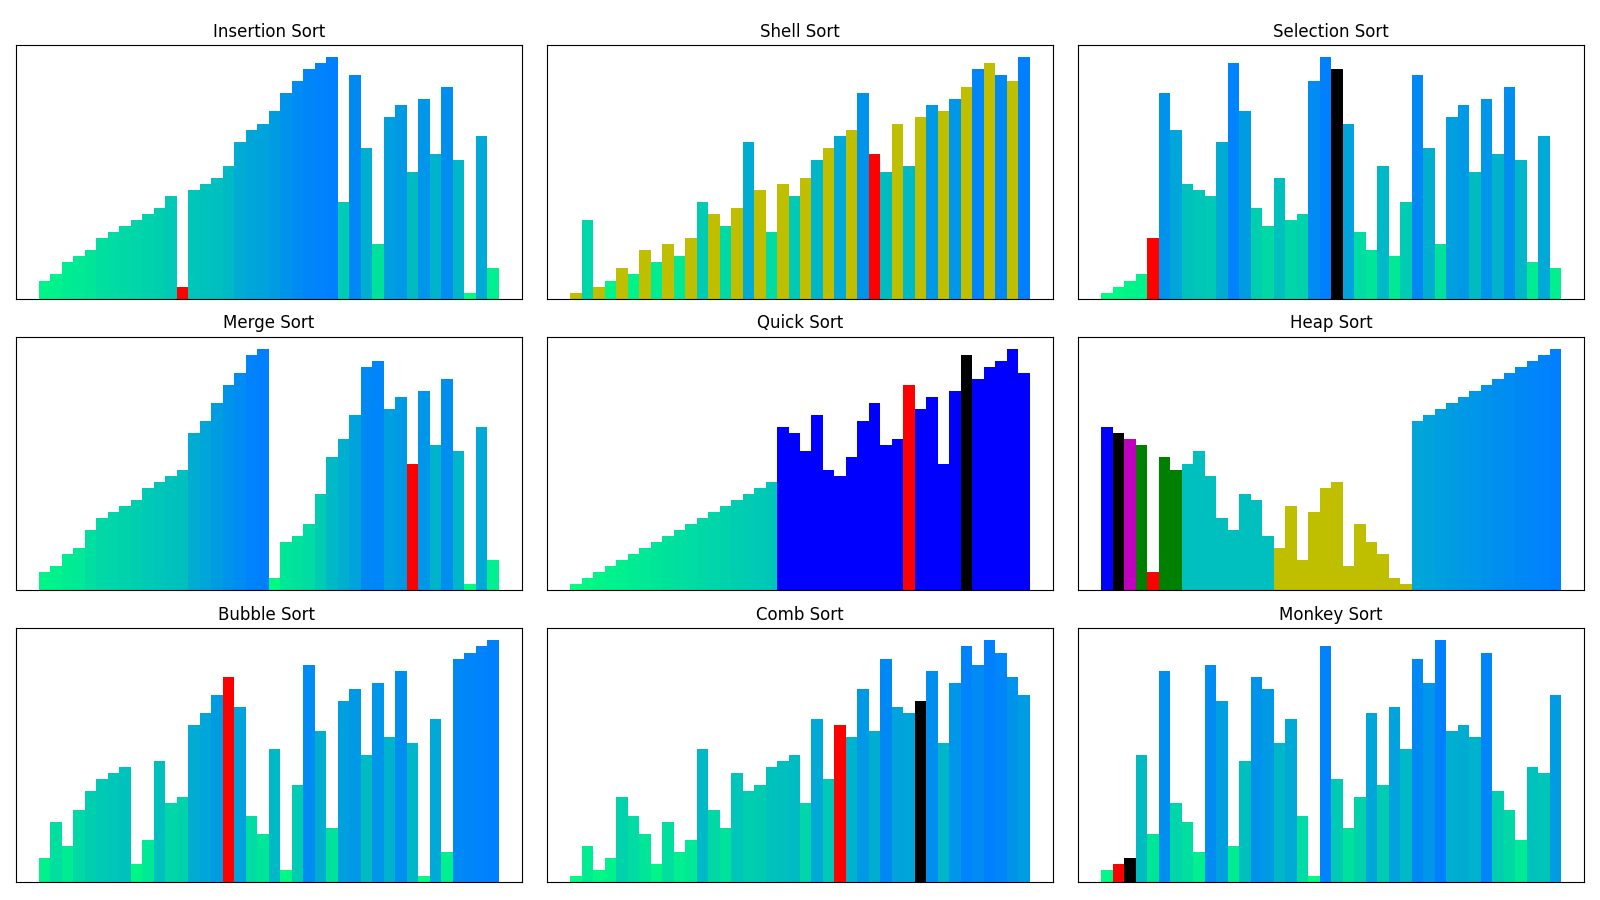 Insertion Sort
Shell Sort
Selection Sort
Merge Sort
Quick Sort
Heap Sort
Bubble Sort
Comb Sort
Monkey Sort